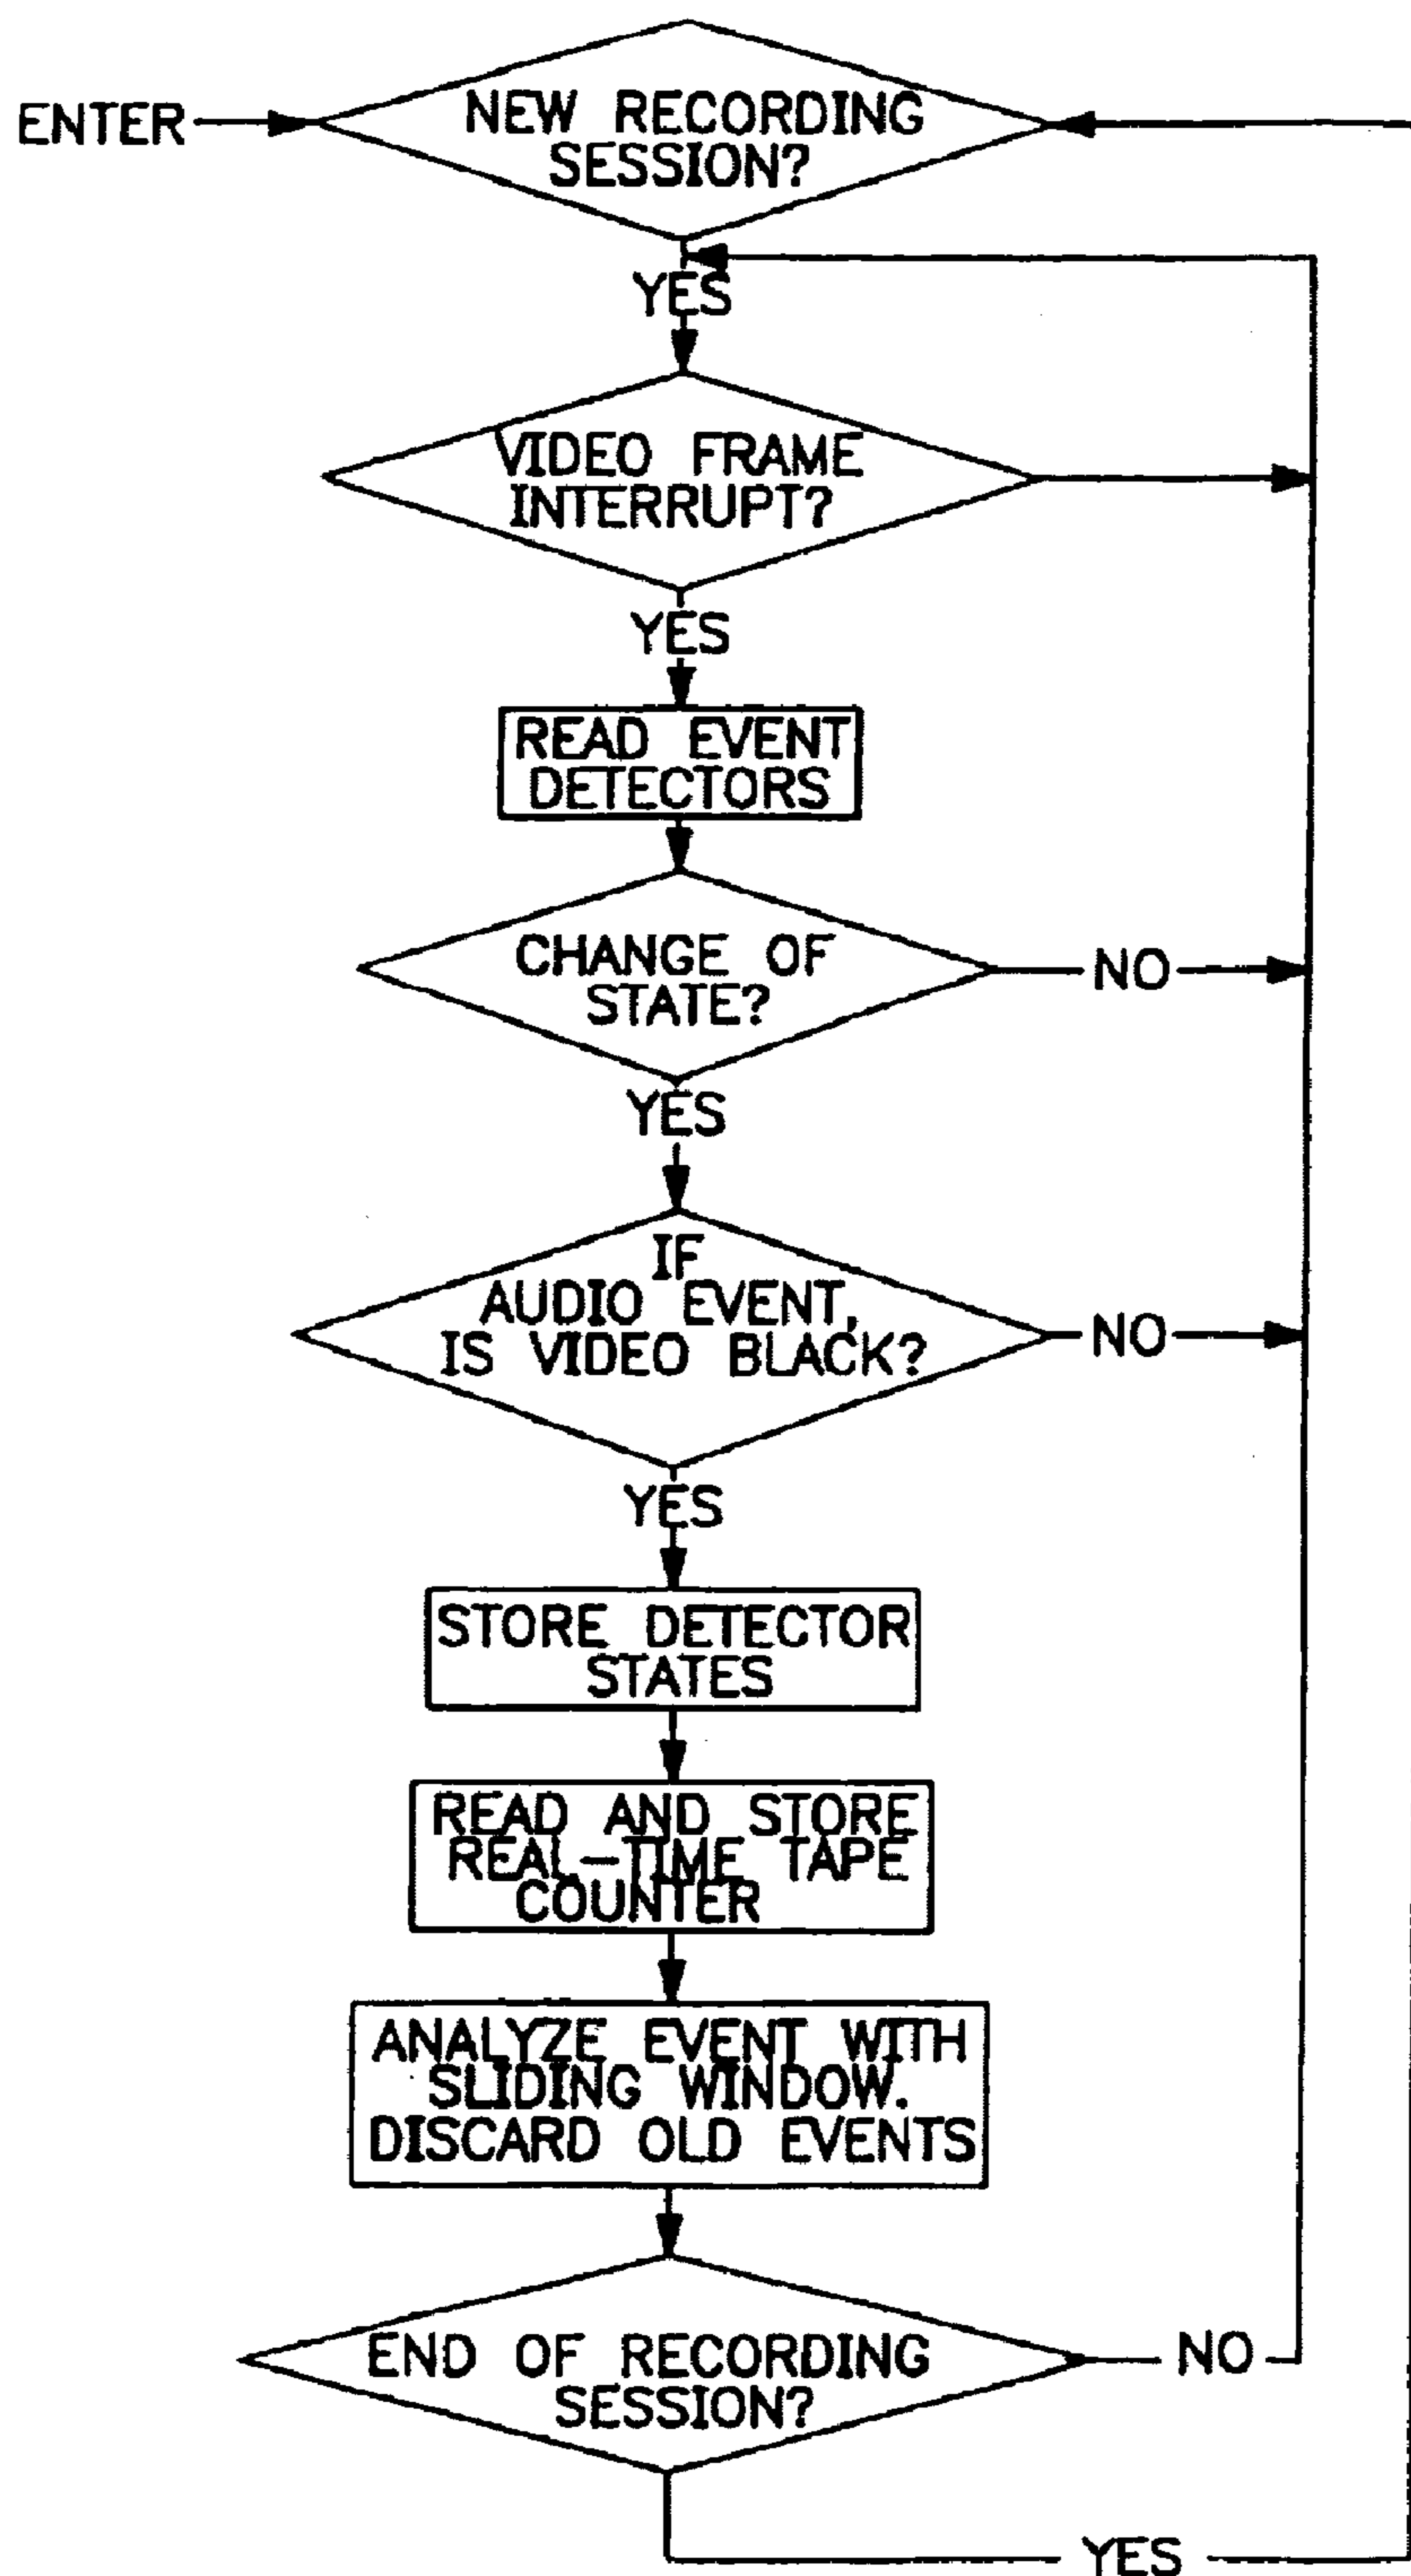 ENTER
NEW RECORDING
SESSION?
YES
VIDEO FRAME
INTERRUPT?
YES
READ EVENT
DETECTORS
CHANGE OF
STATE?
NO
YES
IF
AUDIO EVENT,
IS VIDEO BLACK?
NO
YES
STORE DETECTOR
STATES
READ AND STORE
REAL-TIME TAPE
COUNTER
ANALYZE EVENT WITH
SLIDING WINDOW.
DISCARD OLD EVENTS
END OF RECORDING
SESSION?
NO
YES